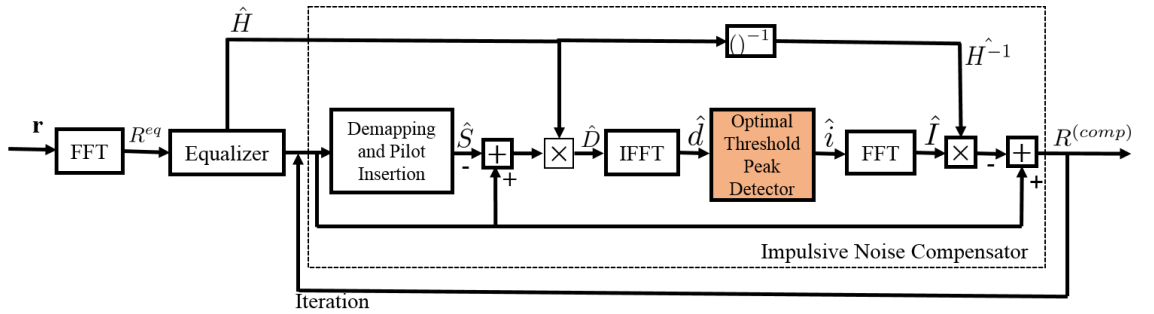 Ĥ
()⁻¹
Ĥ⁻¹
r
FFT
R^{eq}
Equalizer
Demapping
and Pilot
Insertion
Ŝ
-
+
+
×
D̂
IFFT
d̂
Optimal
Threshold
Peak
Detector
î
FFT
Î
×
-
+
+
R^{(comp)}
Impulsive Noise Compensator
Iteration